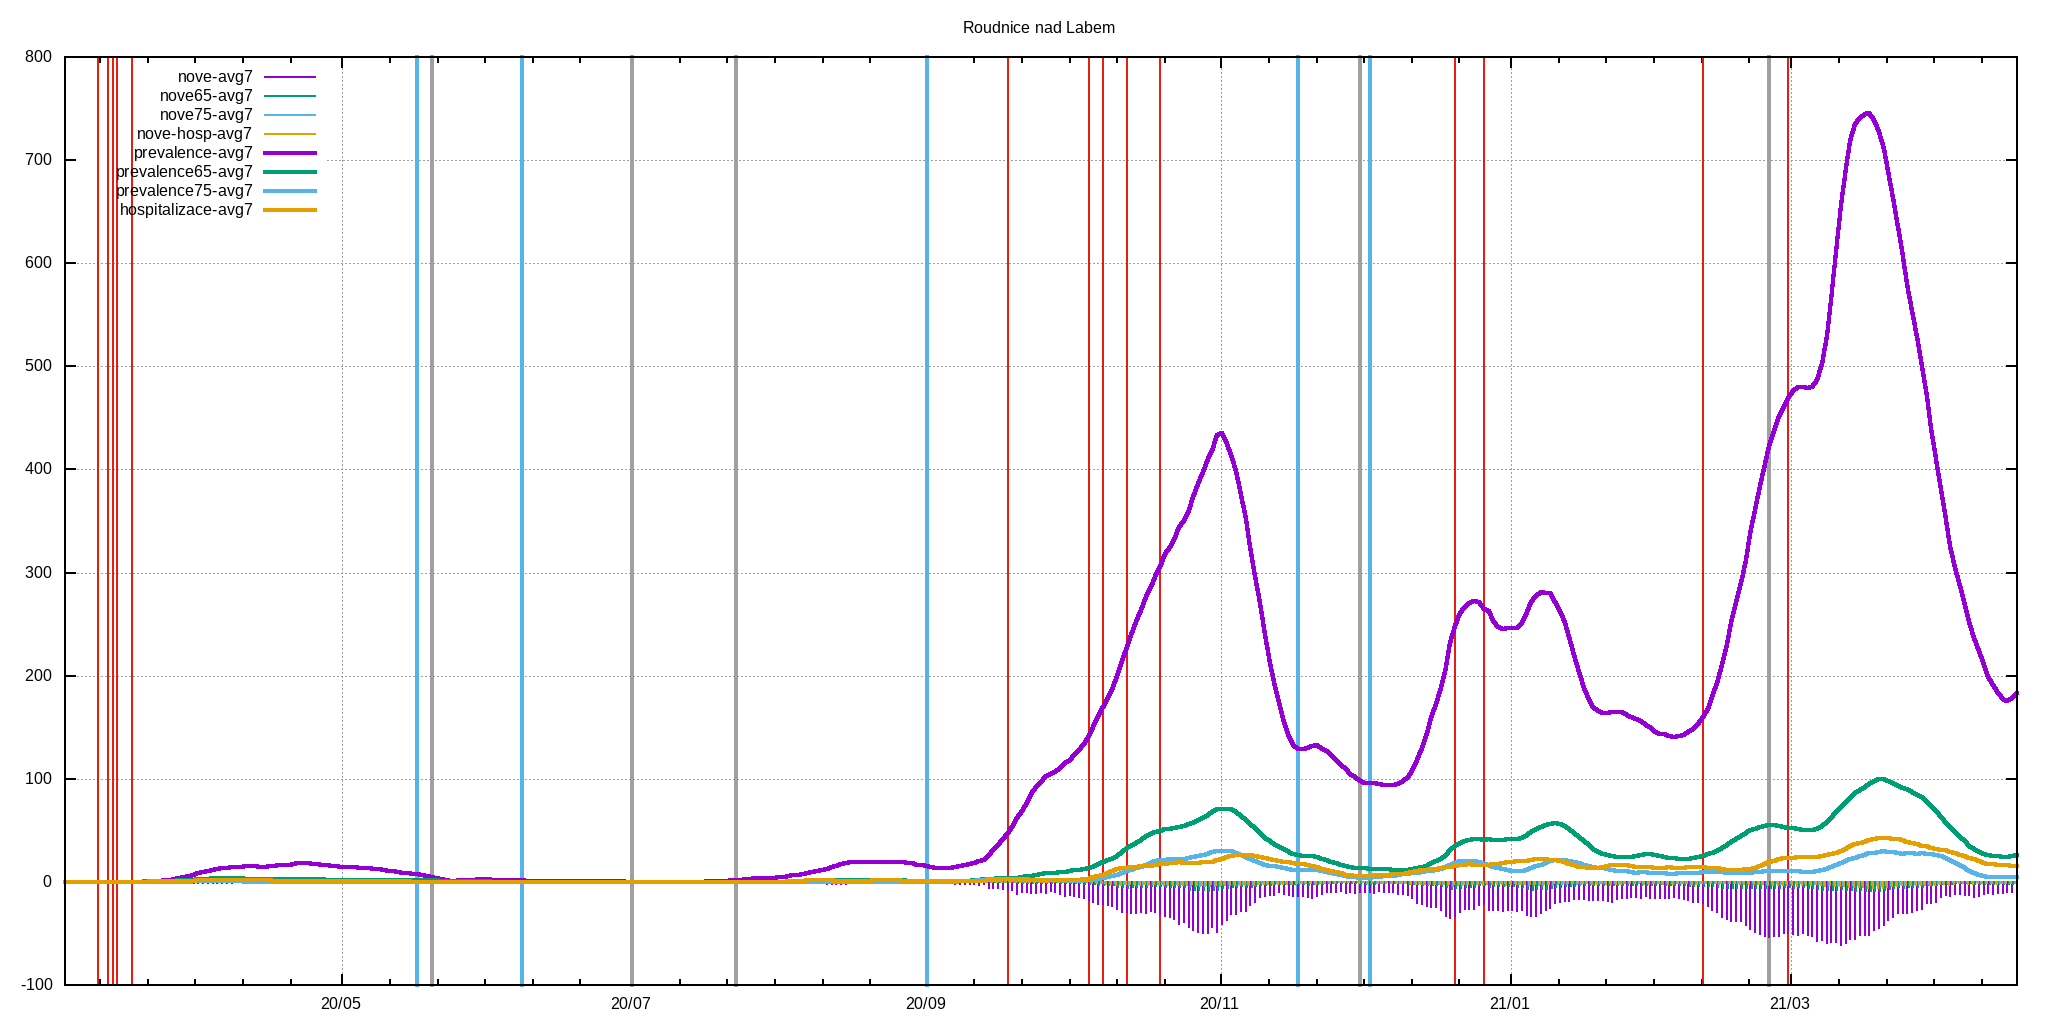 Roudnice nad Labem
800
700
600
500
400
300
200
100
0
-100
nove-avg7
nove65-avg7
nove75-avg7
nove-hosp-avg7
prevalence-avg7
prevalence65-avg7
prevalence75-avg7
hospitalizace-avg7
20/05 20/07 20/09 20/11 21/01 21/03